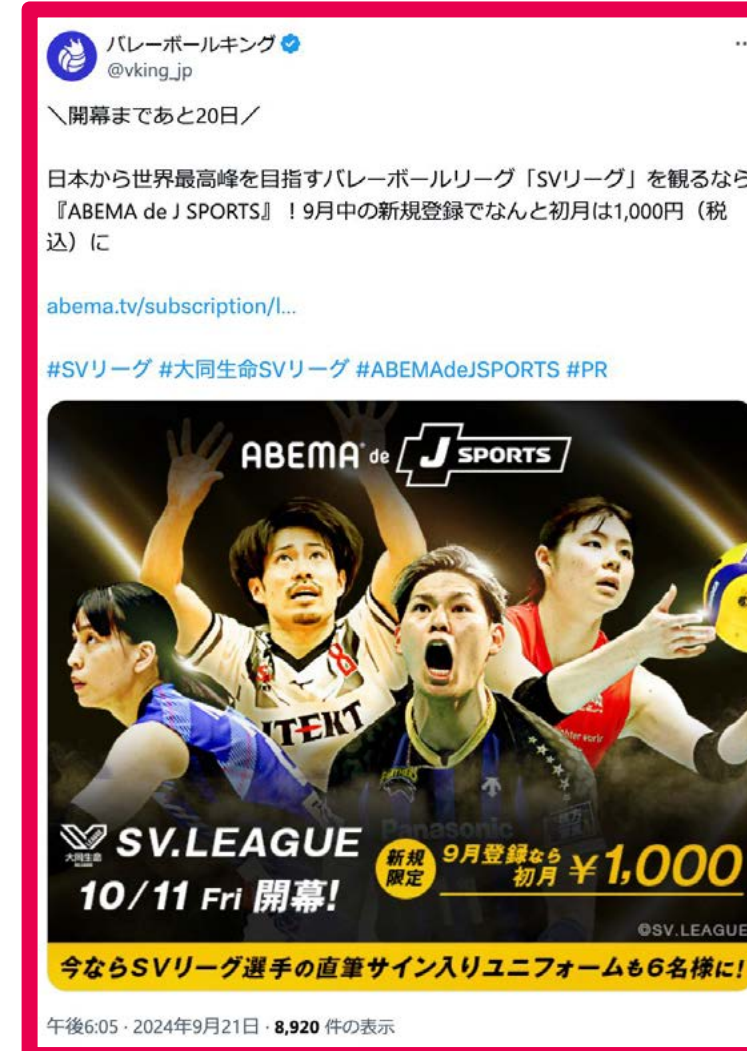 バレーボールキング
@vking_jp
＼開幕まであと20日／
日本から世界最高峰を目指すバレーボールリーグ「SVリーグ」を観るなら
『ABEMA de J SPORTS』！9月中の新規登録でなんと初月は1,000円（税
込）に
abema.tv/subscription/l...
#SVリーグ #大同生命SVリーグ #ABEMAdeJSPORTS #PR
ABEMA de J SPORTS
JTEKT
8
PANTHERS
Panasonic
大同生命 SV.LEAGUE
10/11 Fri 開幕!
新規
限定
9月登録なら
初月 ¥1,000
©SV.LEAGUE
今ならSVリーグ選手の直筆サイン入りユニフォームも6名様に!
午後6:05 · 2024年9月21日 · 8,920 件の表示